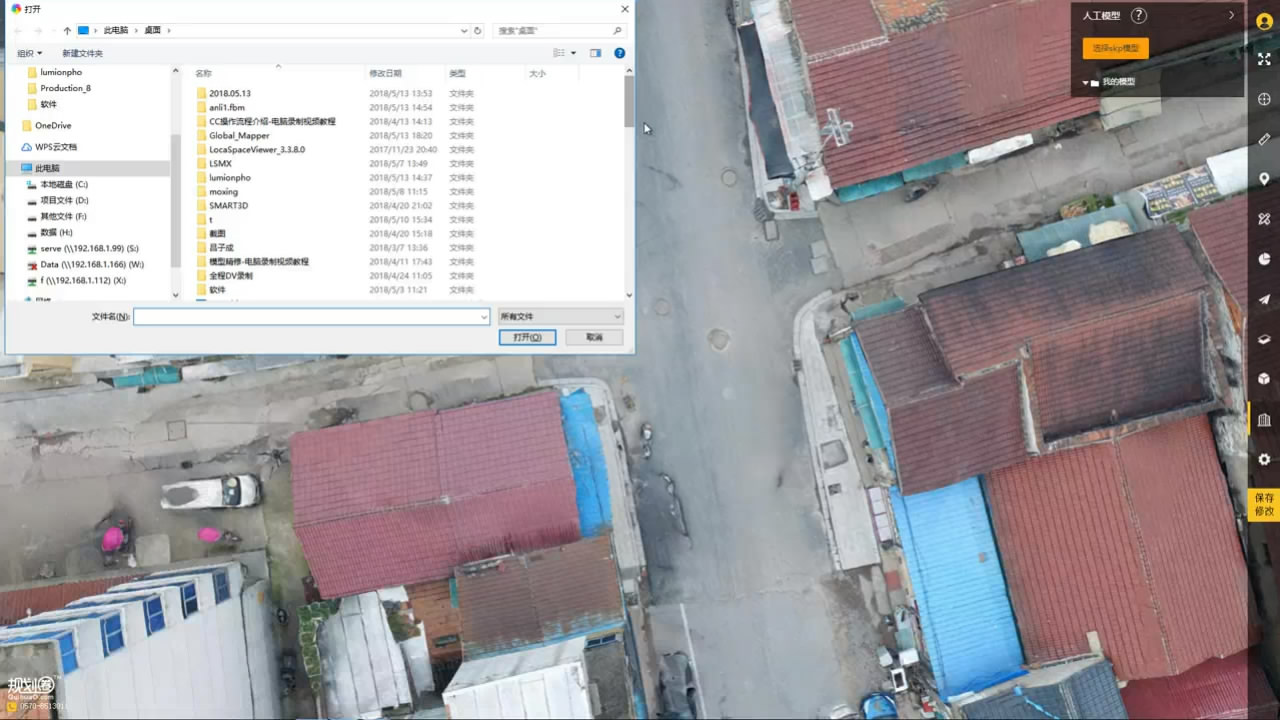 打开
此电脑 › 桌面 ›
搜索"桌面"
组织
新建文件夹
lumionpho
Production_8
软件
OneDrive
WPS云文档
此电脑
本地磁盘 (C:)
项目文件 (D:)
其他文件 (F:)
数据 (H:)
serve (\\192.168.1.99) (S:)
Data (\\192.168.1.166) (W:)
f (\\192.168.1.112) (X:)
名称 修改日期 类型 大小
2018.05.13 2018/5/13 13:53 文件夹
anli1.fbm 2018/5/13 14:54 文件夹
CC操作流程介绍-电脑录制视频教程 2018/4/13 14:13 文件夹
Global_Mapper 2018/5/13 18:20 文件夹
LocaSpaceViewer_3.3.8.0 2017/11/23 20:40 文件夹
LSMX 2018/5/7 13:49 文件夹
lumionpho 2018/5/13 14:37 文件夹
moxing 2018/5/8 11:15 文件夹
SMART3D 2018/4/20 21:02 文件夹
t 2018/5/10 15:34 文件夹
截图 2018/4/20 15:18 文件夹
吕子成 2018/3/7 13:36 文件夹
模型精修-电脑录制视频教程 2018/4/11 17:43 文件夹
全程DV录制 2018/4/24 11:05 文件夹
软件 2018/5/3 11:21 文件夹
文件名(N):
所有文件
打开(O)
取消
人工模型 ?
选择skp模型
我的模型
保存
修改
规划圈